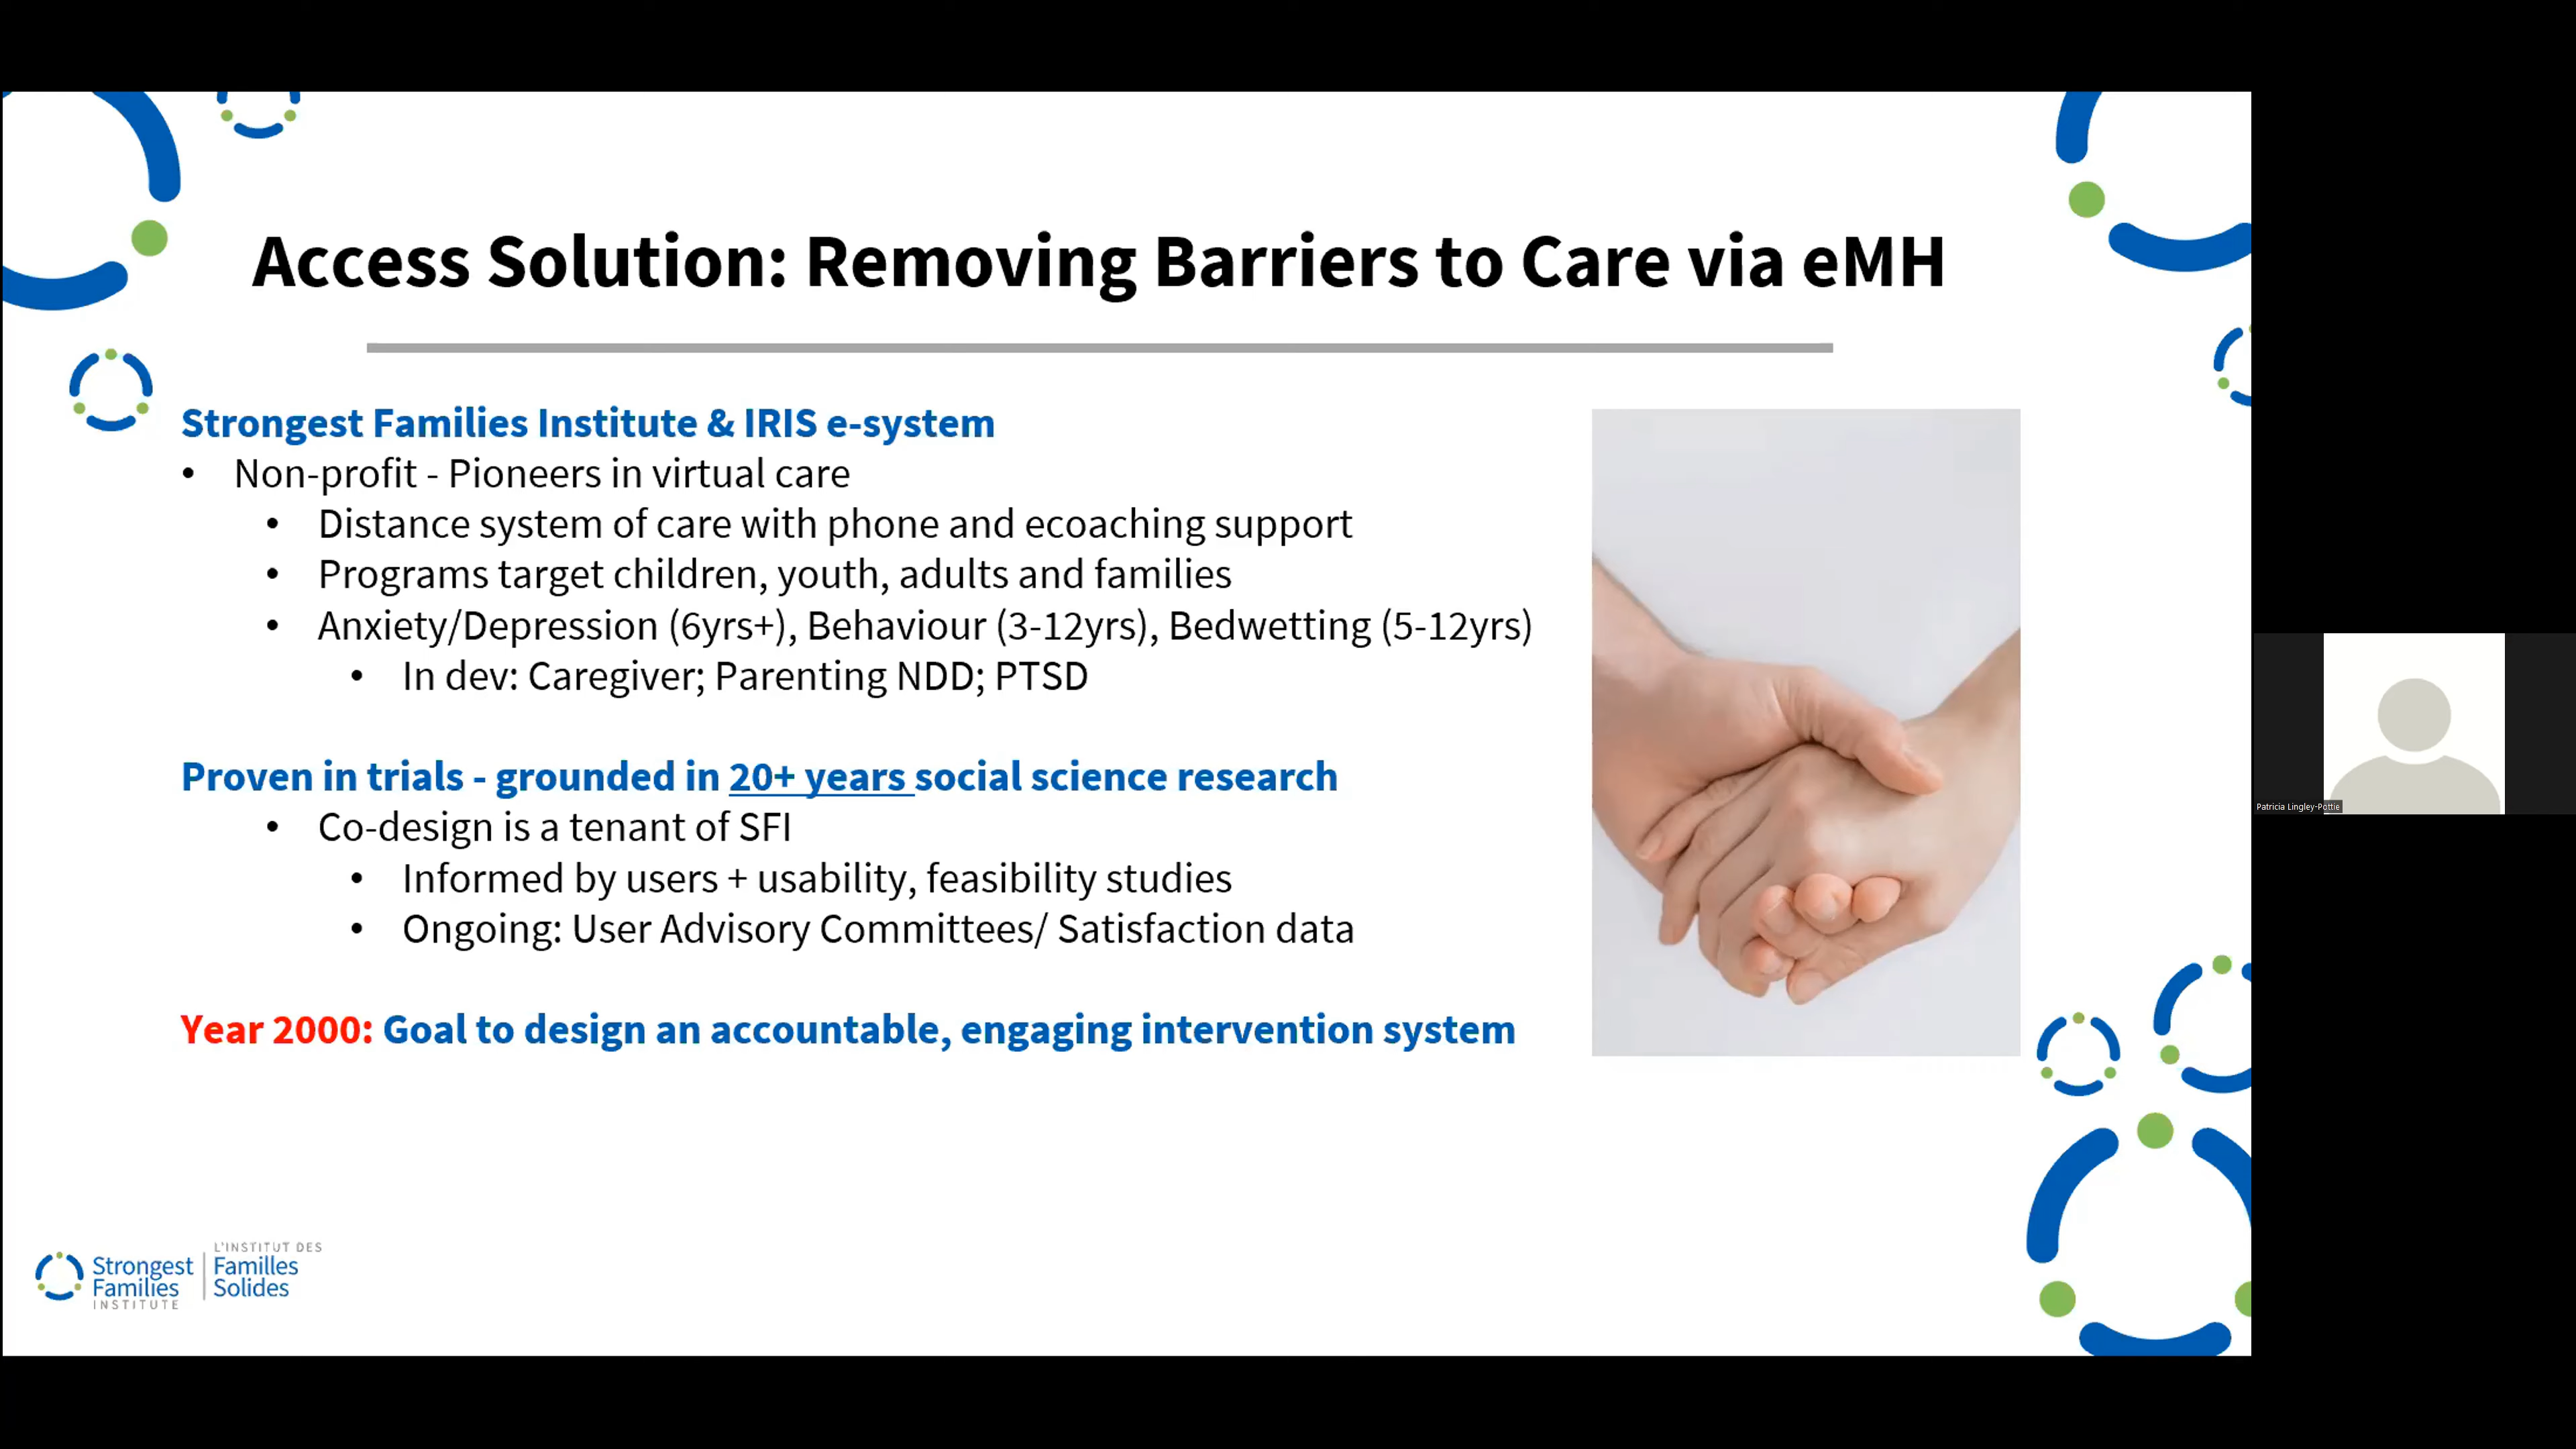 Access Solution: Removing Barriers to Care via eMH
Strongest Families Institute & IRIS e-system
• Non-profit - Pioneers in virtual care
• Distance system of care with phone and ecoaching support
• Programs target children, youth, adults and families
• Anxiety/Depression (6yrs+), Behaviour (3-12yrs), Bedwetting (5-12yrs)
• In dev: Caregiver; Parenting NDD; PTSD
Proven in trials - grounded in 20+ years social science research
• Co-design is a tenant of SFI
• Informed by users + usability, feasibility studies
• Ongoing: User Advisory Committees/ Satisfaction data
Year 2000: Goal to design an accountable, engaging intervention system
Strongest
Families
INSTITUTE
L'INSTITUT DES
Familles
Solides
Patricia Lingley-Pottie